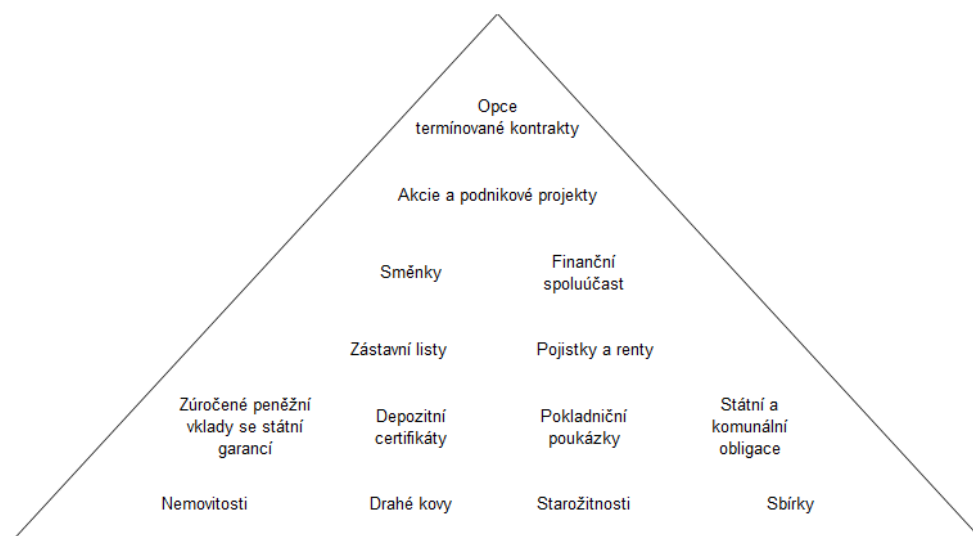 Opce
termínované kontrakty
Akcie a podnikové projekty
Směnky
Finanční
spoluúčast
Zástavní listy
Pojistky a renty
Zúročené peněžní
vklady se státní
garancí
Depozitní
certifikáty
Pokladniční
poukázky
Státní a
komunální
obligace
Nemovitosti
Drahé kovy
Starožitnosti
Sbírky